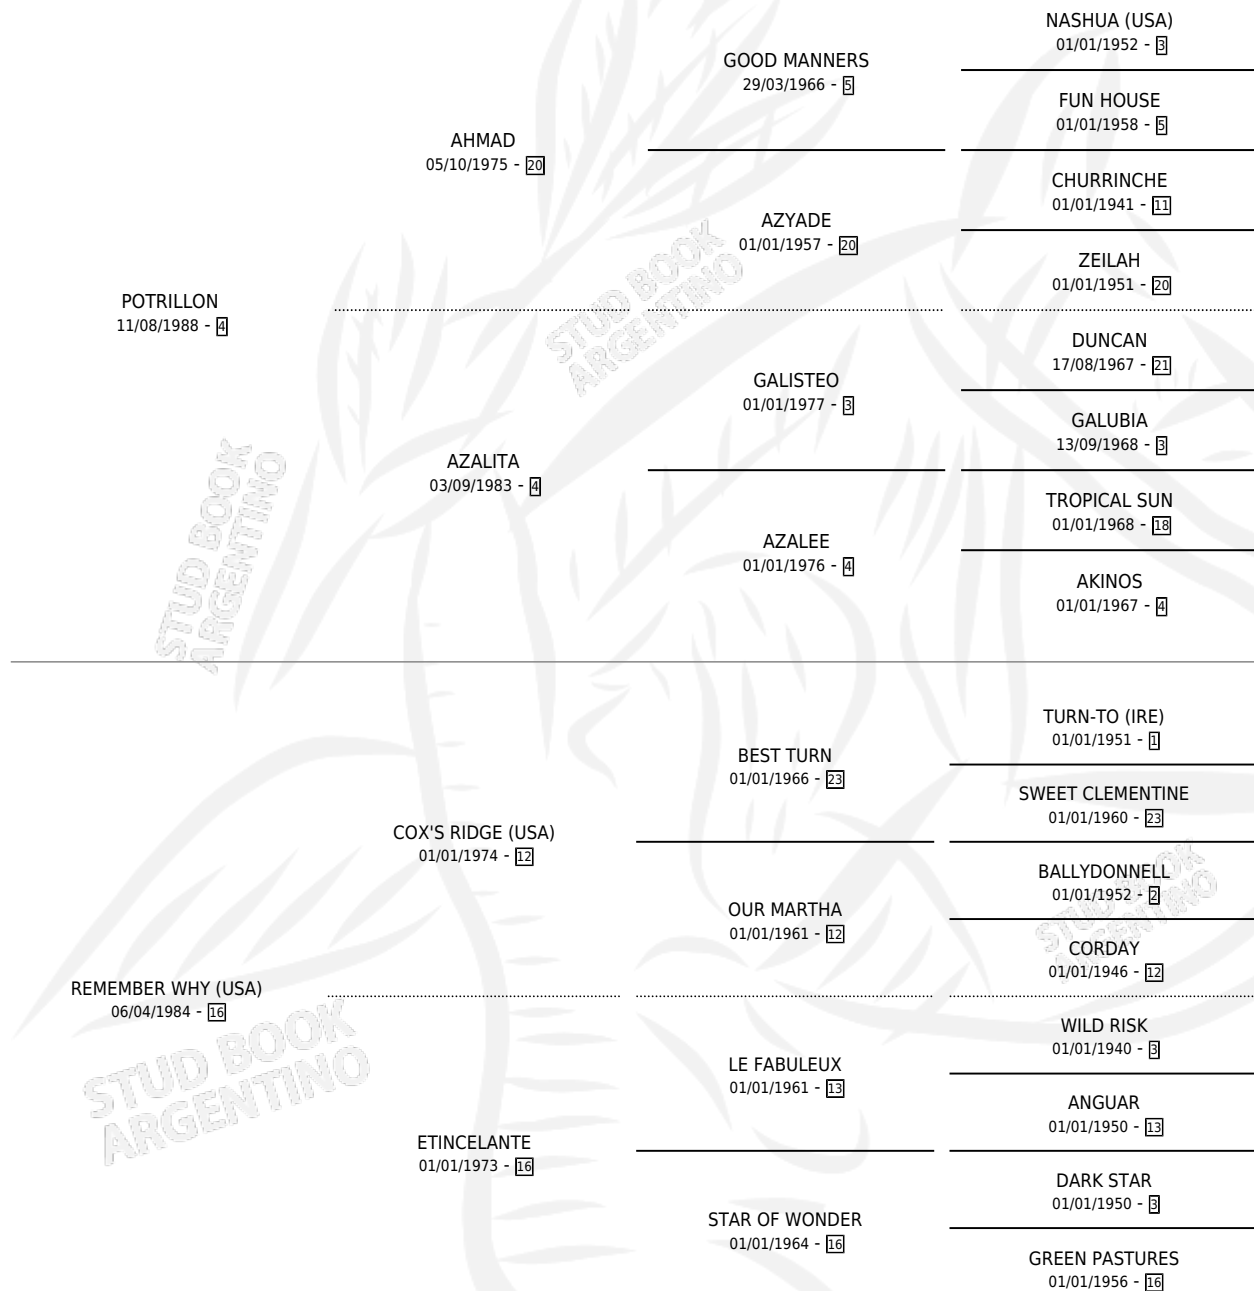 NASHUA (USA)
01/01/1952 - 3
GOOD MANNERS
29/03/1966 - 5
FUN HOUSE
01/01/1958 - 5
AHMAD
05/10/1975 - 20
CHURRINCHE
01/01/1941 - 11
AZYADE
01/01/1957 - 20
ZEILAH
01/01/1951 - 20
POTRILLON
11/08/1988 - 4
DUNCAN
17/08/1967 - 21
GALISTEO
01/01/1977 - 3
GALUBIA
13/09/1968 - 3
AZALITA
03/09/1983 - 4
TROPICAL SUN
01/01/1968 - 18
AZALEE
01/01/1976 - 4
AKINOS
01/01/1967 - 4
STUD BOOK
ARGENTINO
STUD BOOK
ARGENTINO
TURN-TO (IRE)
01/01/1951 - 1
BEST TURN
01/01/1966 - 23
SWEET CLEMENTINE
01/01/1960 - 23
COX'S RIDGE (USA)
01/01/1974 - 12
BALLYDONNELL
01/01/1952 - 2
OUR MARTHA
01/01/1961 - 12
CORDAY
01/01/1946 - 12
REMEMBER WHY (USA)
06/04/1984 - 16
WILD RISK
01/01/1940 - 3
LE FABULEUX
01/01/1961 - 13
ANGUAR
01/01/1950 - 13
ETINCELANTE
01/01/1973 - 16
DARK STAR
01/01/1950 - 3
STAR OF WONDER
01/01/1964 - 16
GREEN PASTURES
01/01/1956 - 16
STUD BOOK
ARGENTINO
STUD BOOK
ARGENTINO